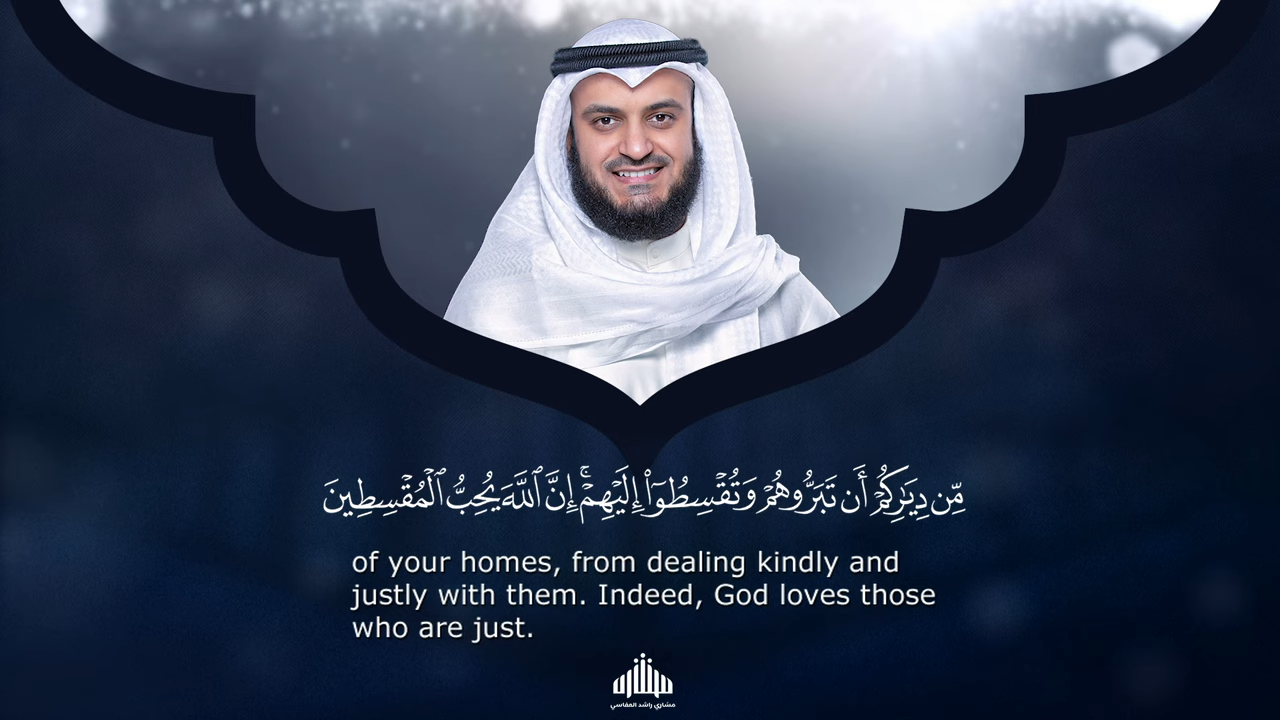 مِّن دِيَٰرِكُمْ أَن تَبَرُّوهُمْ وَتُقْسِطُوٓا۟ إِلَيْهِمْ ۚ إِنَّ ٱللَّهَ يُحِبُّ ٱلْمُقْسِطِينَ
of your homes, from dealing kindly and
justly with them. Indeed, God loves those
who are just.
مشاري راشد العفاسي